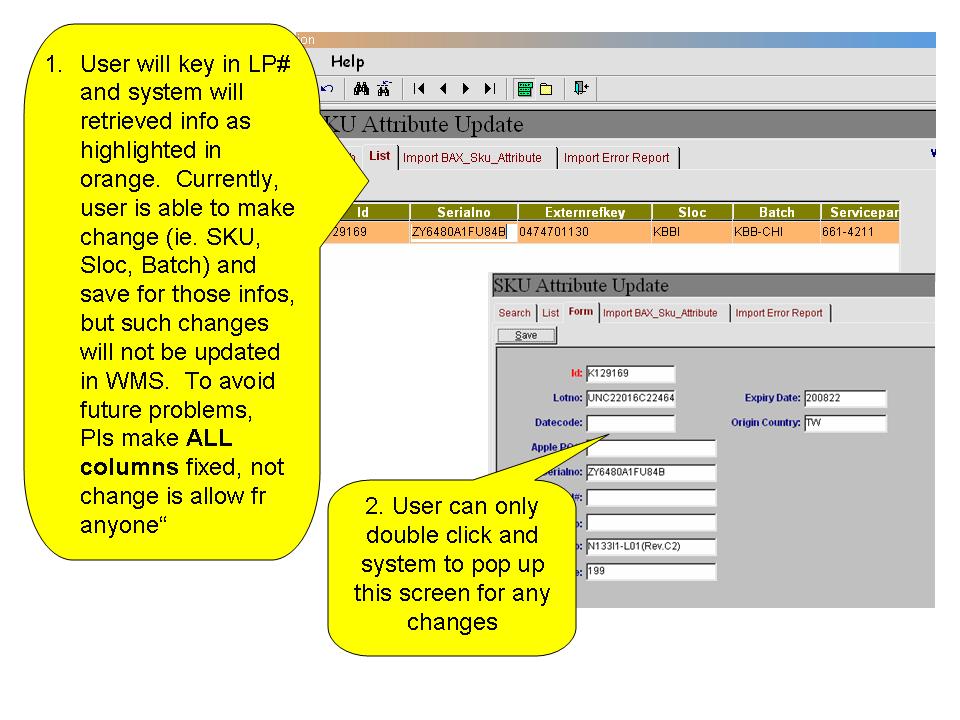 1. User will key in LP#
and system will
retrieved info as
highlighted in
orange. Currently,
user is able to make
change (ie. SKU,
Sloc, Batch) and
save for those infos,
but such changes
will not be updated
in WMS. To avoid
future problems,
Pls make ALL
columns fixed, not
change is allow fr
anyone“
Help
KU Attribute Update
List Import BAX_Sku_Attribute Import Error Report
Id Serialno Externrefkey Sloc Batch Servicepar
29169 ZY6480A1FU84B 0474701130 KBBI KBB-CHI 661-4211
SKU Attribute Update
Search List Form Import BAX_Sku_Attribute Import Error Report
Save
Id: K129169
Lotno: UNC22016C22464 Expiry Date: 200822
Datecode: Origin Country: TW
Apple PO
erialno: ZY6480A1FU84B
#:
o:
o: N133I1-L01(Rev.C2)
e: 199
2. User can only
double click and
system to pop up
this screen for any
changes